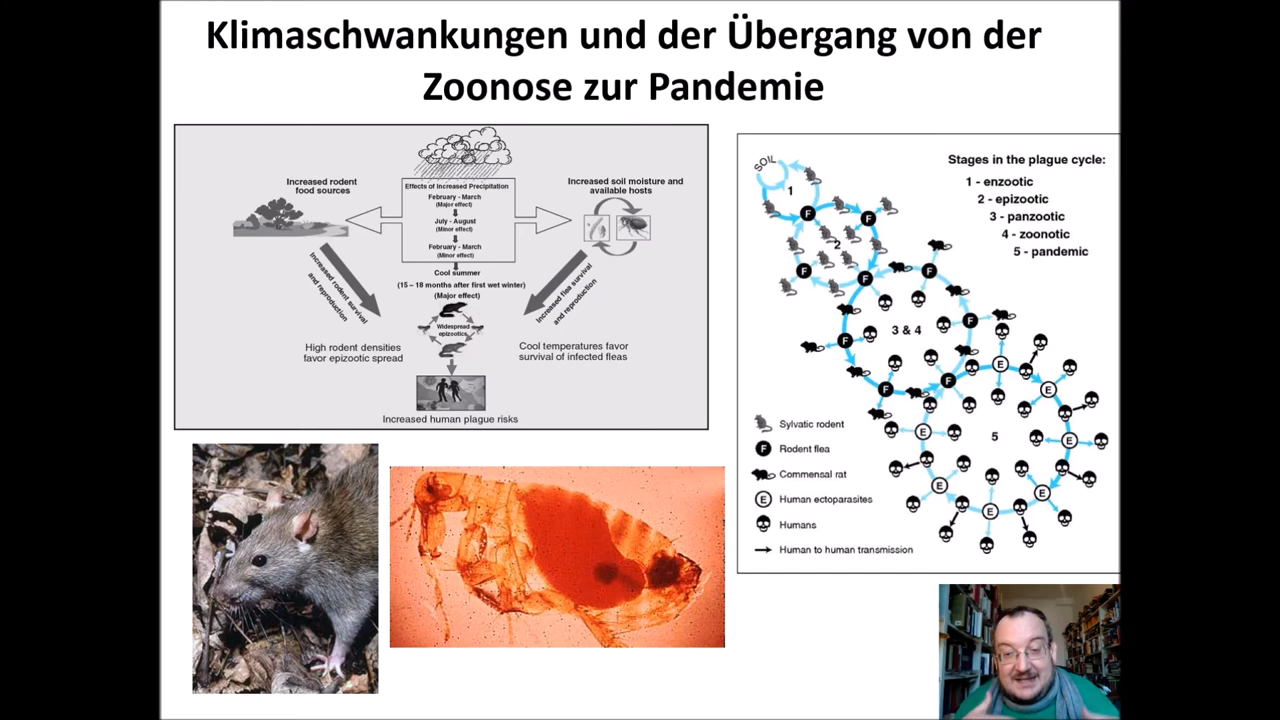 Klimaschwankungen und der Übergang von der
Zoonose zur Pandemie
Increased rodent
food sources
Effects of Increased Precipitation
February - March
(Major effect)
July - August
(Minor effect)
February - March
(Minor effect)
Increased soil moisture and
available hosts
Cool summer
(15 – 18 months after first wet winter)
(Major effect)
Increased rodent survival
and reproduction
Increased flea survival
and reproduction
Widespread
epizootics
High rodent densities
favor epizootic spread
Cool temperatures favor
survival of infected fleas
Increased human plague risks
Stages in the plague cycle:
1 - enzootic
2 - epizootic
3 - panzootic
4 - zoonotic
5 - pandemic
SOIL
1
F
F
2
F
F
F
F
3 & 4
F
F
F
E
E
E
5
E
E
E
E
Sylvatic rodent
F Rodent flea
Commensal rat
E Human ectoparasites
Humans
Human to human transmission